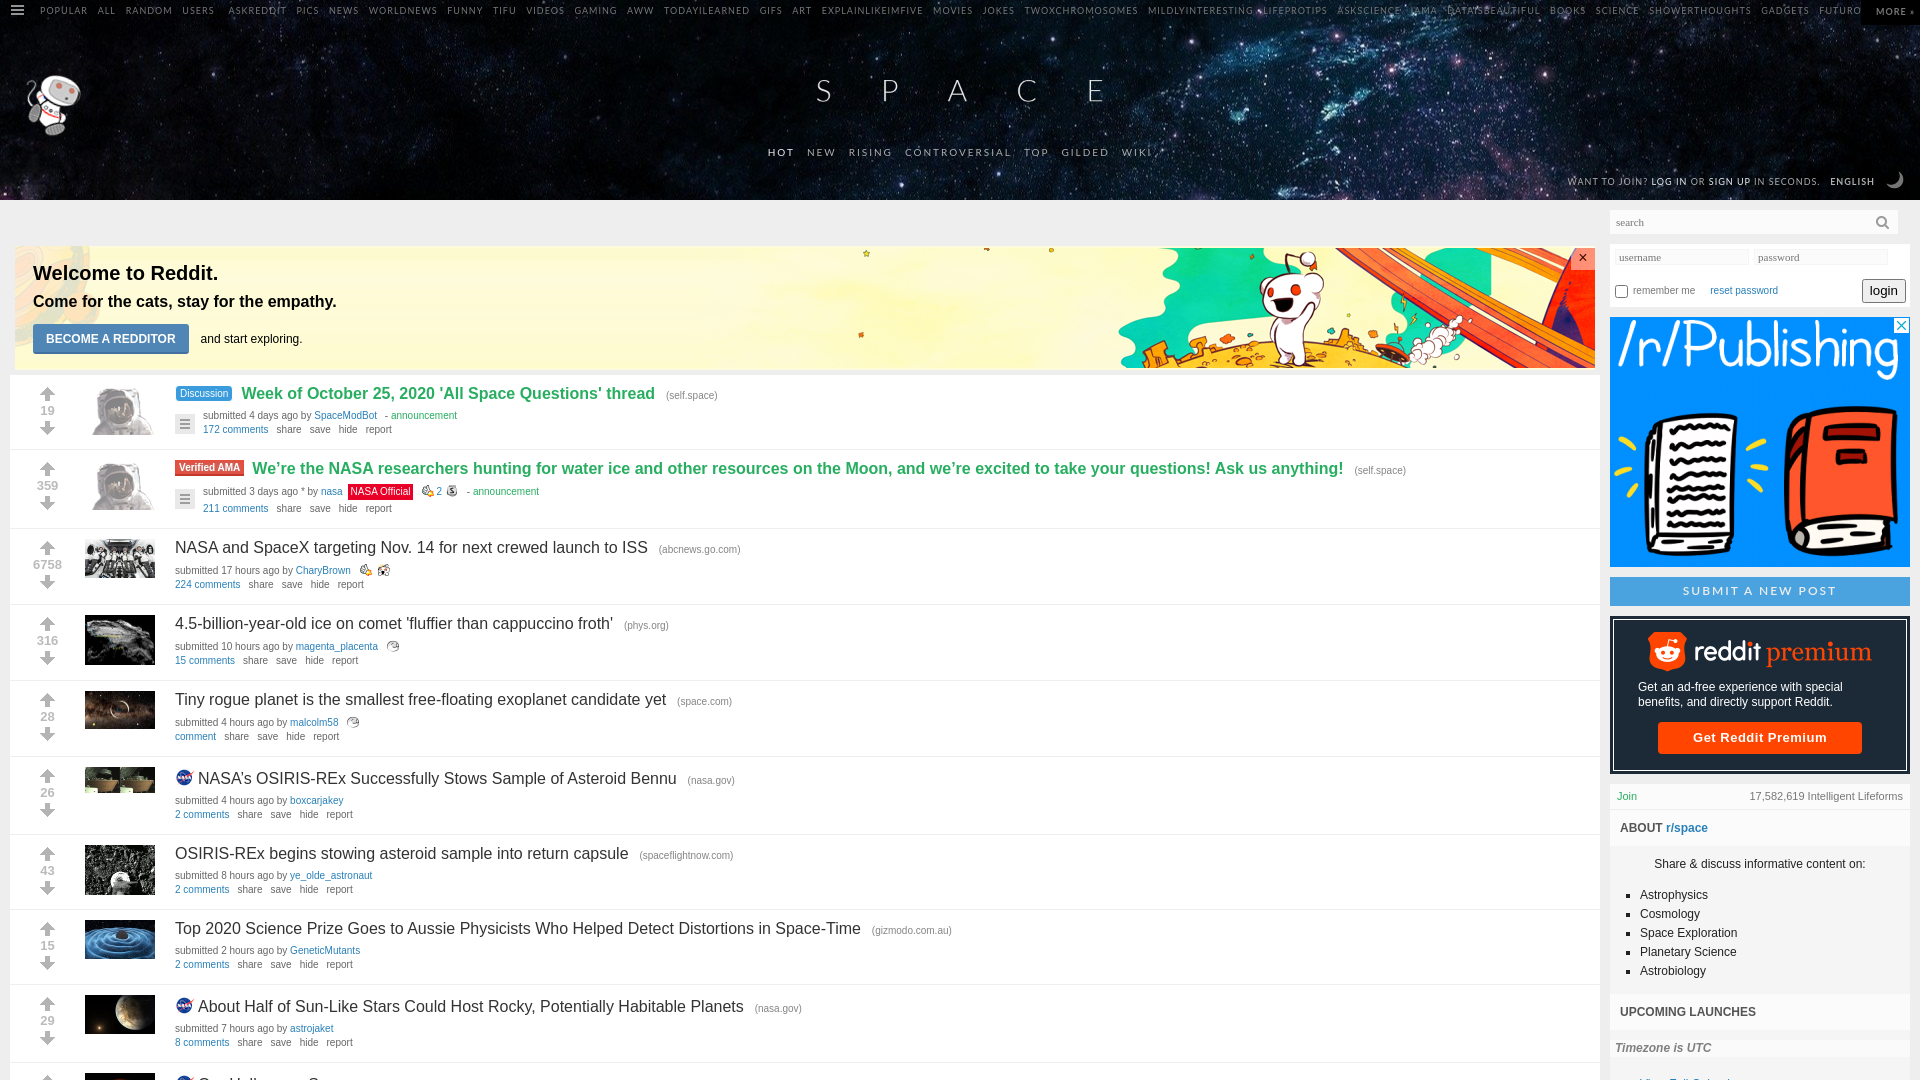 POPULAR ALL RANDOM USERS ASKREDDIT PICS NEWS WORLDNEWS FUNNY TIFU VIDEOS GAMING AWW TODAYILEARNED GIFS ART EXPLAINLIKEIMFIVE MOVIES JOKES TWOXCHROMOSOMES MILDLYINTERESTING LIFEPROTIPS ASKSCIENCE IAMA DATAISBEAUTIFUL BOOKS SCIENCE SHOWERTHOUGHTS GADGETS FUTURO MORE »
S P A C E
HOT NEW RISING CONTROVERSIAL TOP GILDED WIKI
WANT TO JOIN? LOG IN OR SIGN UP IN SECONDS. ENGLISH
search
Welcome to Reddit.
Come for the cats, stay for the empathy.
BECOME A REDDITOR and start exploring.
×
username password
remember me reset password login
/r/Publishing
SUBMIT A NEW POST
reddit premium
Get an ad-free experience with special
benefits, and directly support Reddit.
Get Reddit Premium
Join 17,582,619 Intelligent Lifeforms
ABOUT r/space
Share & discuss informative content on:
Astrophysics
Cosmology
Space Exploration
Planetary Science
Astrobiology
UPCOMING LAUNCHES
Timezone is UTC
19
Discussion Week of October 25, 2020 'All Space Questions' thread (self.space)
submitted 4 days ago by SpaceModBot - announcement
172 comments share save hide report
359
Verified AMA We’re the NASA researchers hunting for water ice and other resources on the Moon, and we’re excited to take your questions! Ask us anything! (self.space)
submitted 3 days ago * by nasa NASA Official 2 - announcement
211 comments share save hide report
6758
NASA and SpaceX targeting Nov. 14 for next crewed launch to ISS (abcnews.go.com)
submitted 17 hours ago by CharyBrown
224 comments share save hide report
316
4.5-billion-year-old ice on comet 'fluffier than cappuccino froth' (phys.org)
submitted 10 hours ago by magenta_placenta
15 comments share save hide report
28
Tiny rogue planet is the smallest free-floating exoplanet candidate yet (space.com)
submitted 4 hours ago by malcolm58
comment share save hide report
26
NASA’s OSIRIS-REx Successfully Stows Sample of Asteroid Bennu (nasa.gov)
submitted 4 hours ago by boxcarjakey
2 comments share save hide report
43
OSIRIS-REx begins stowing asteroid sample into return capsule (spaceflightnow.com)
submitted 8 hours ago by ye_olde_astronaut
2 comments share save hide report
15
Top 2020 Science Prize Goes to Aussie Physicists Who Helped Detect Distortions in Space-Time (gizmodo.com.au)
submitted 2 hours ago by GeneticMutants
2 comments share save hide report
29
About Half of Sun-Like Stars Could Host Rocky, Potentially Habitable Planets (nasa.gov)
submitted 7 hours ago by astrojaket
8 comments share save hide report